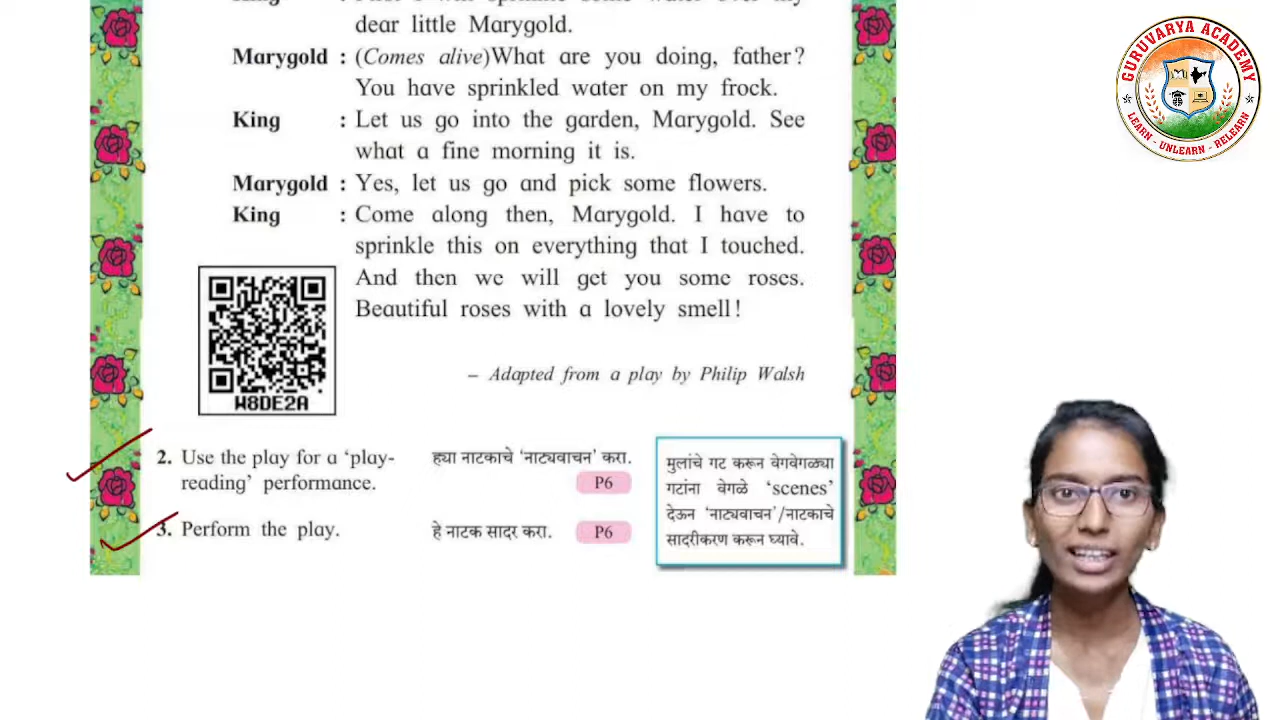 dear little Marygold.
Marygold : (Comes alive)What are you doing, father?
You have sprinkled water on my frock.
King : Let us go into the garden, Marygold. See
what a fine morning it is.
Marygold : Yes, let us go and pick some flowers.
King : Come along then, Marygold. I have to
sprinkle this on everything that I touched.
And then we will get you some roses.
Beautiful roses with a lovely smell!
W8DE2A
– Adapted from a play by Philip Walsh
2. Use the play for a ‘play-
reading’ performance.
ह्या नाटकाचे ‘नाट्यवाचन’ करा.
P6
3. Perform the play.
हे नाटक सादर करा.
P6
मुलांचे गट करून वेगवेगळ्या
गटांना वेगळे ‘scenes’
देऊन ‘नाट्यवाचन’/नाटकाचे
सादरीकरण करून घ्यावे.
GURUVARYA ACADEMY
LEARN - UNLEARN - RELEARN